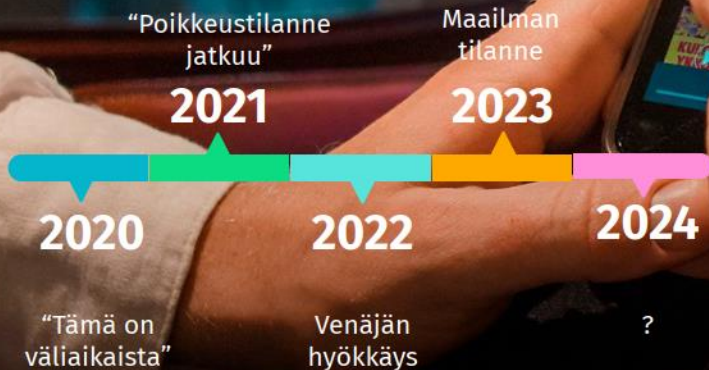 “Poikkeustilanne
jatkuu”
2021
Maailman
tilanne
2023
2020
“Tämä on
väliaikaista”
2022
Venäjän
hyökkäys
2024
?